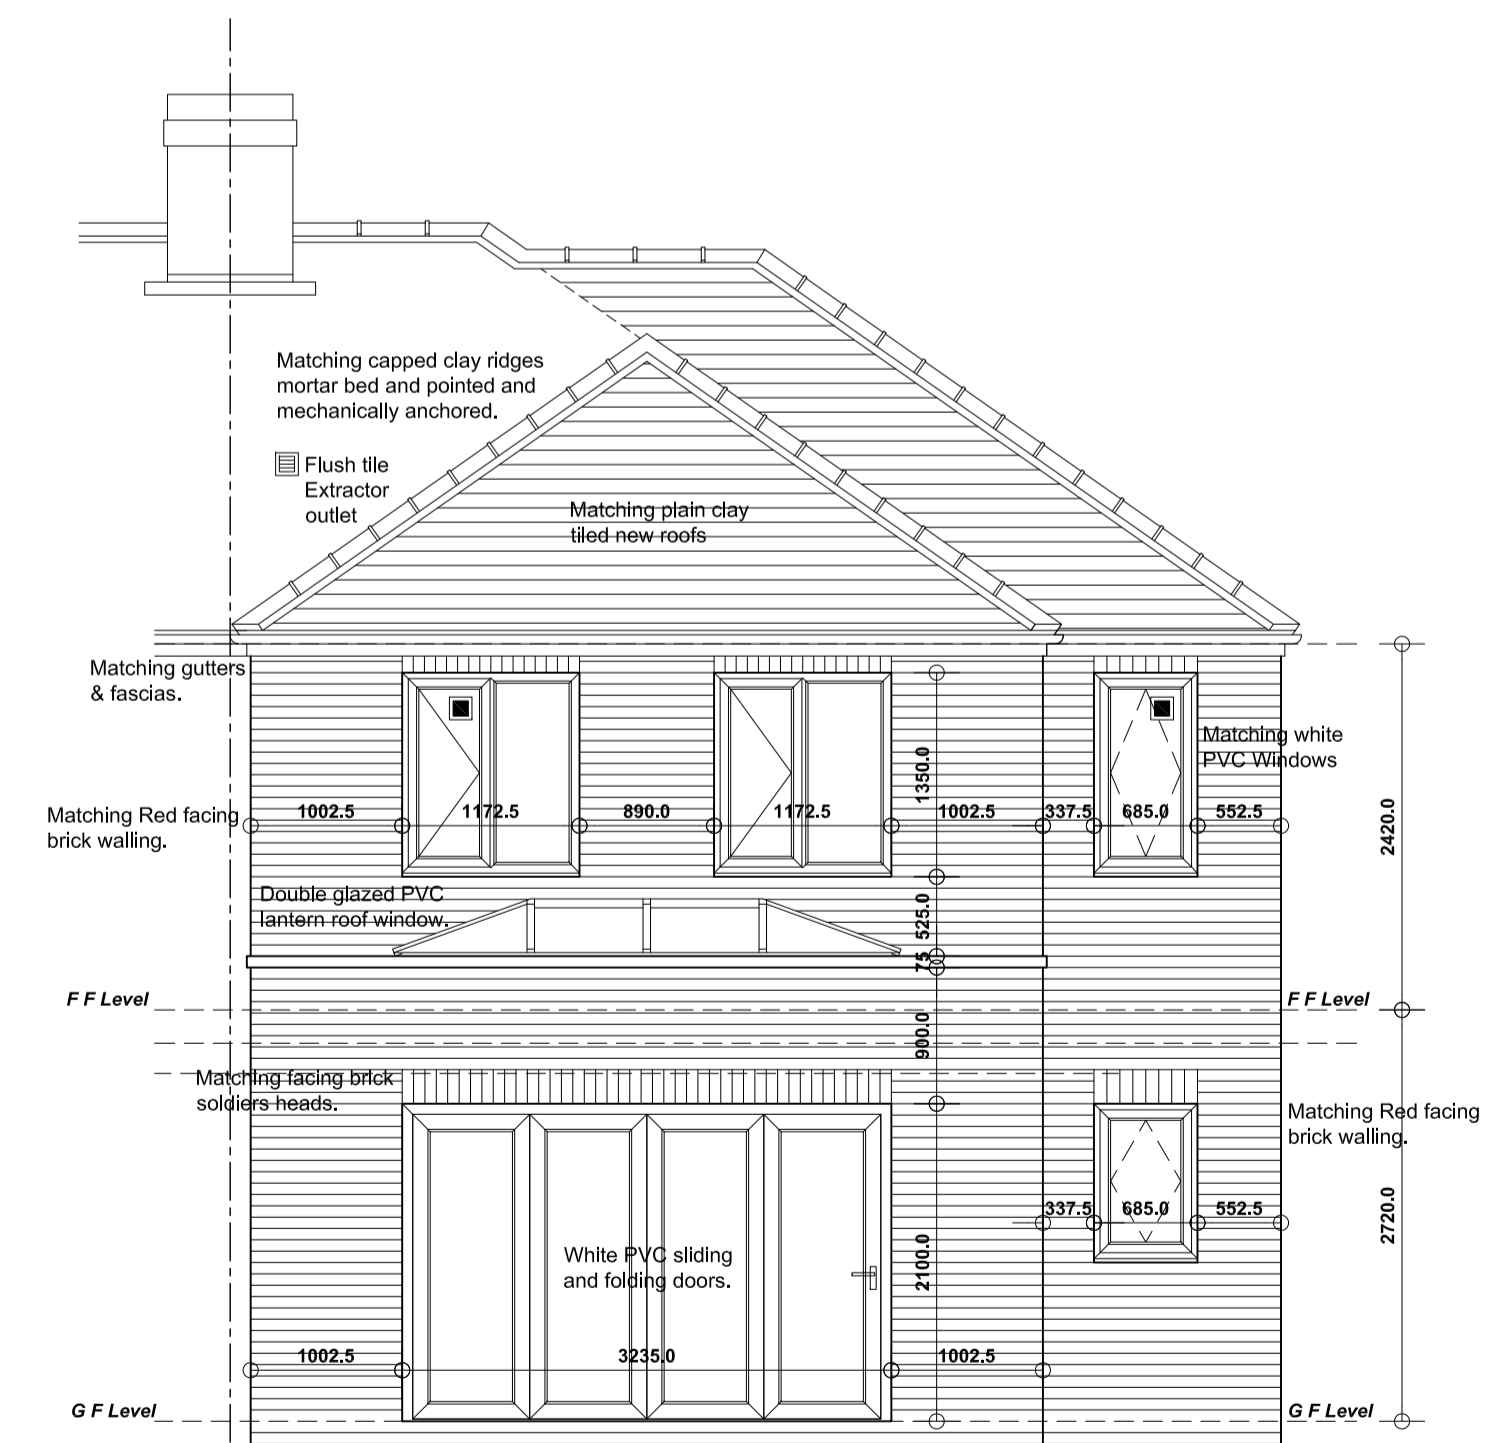 Matching capped clay ridges
mortar bed and pointed and
mechanically anchored.
Flush tile
Extractor
outlet
Matching plain clay
tiled new roofs
Matching gutters
& fascias.
Matching white
PVC Windows
1350.0
2420.0
Matching Red facing
brick walling.
1002.5
1172.5
890.0
1172.5
1002.5
337.5
685.0
552.5
Double glazed PVC
lantern roof window.
525.0
75
F F Level
F F Level
900.0
Matching facing brick
soldiers heads.
Matching Red facing
brick walling.
337.5
685.0
552.5
2720.0
2100.0
White PVC sliding
and folding doors.
1002.5
3235.0
1002.5
G F Level
G F Level